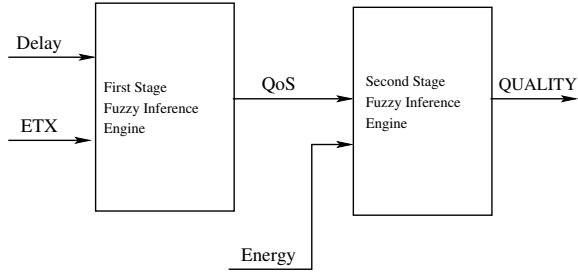 Delay
ETX
First Stage
Fuzzy Inference
Engine
QoS
Energy
Second Stage
Fuzzy Inference
Engine
QUALITY